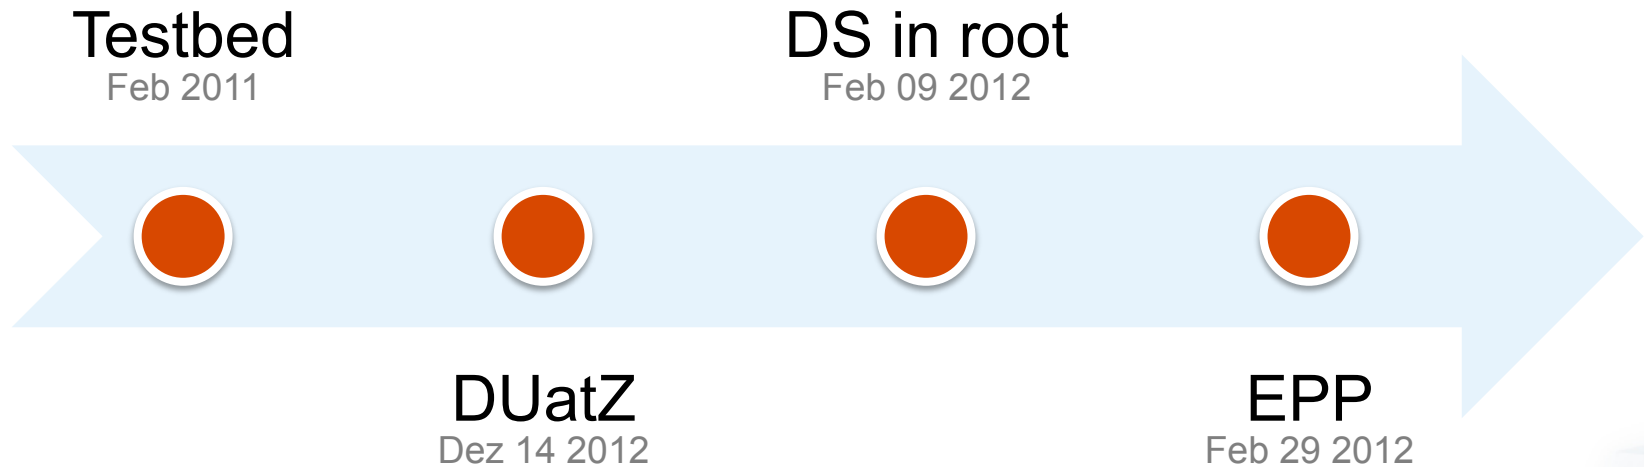 Testbed
Feb 2011
DUatZ
Dez 14 2012
DS in root
Feb 09 2012
EPP
Feb 29 2012